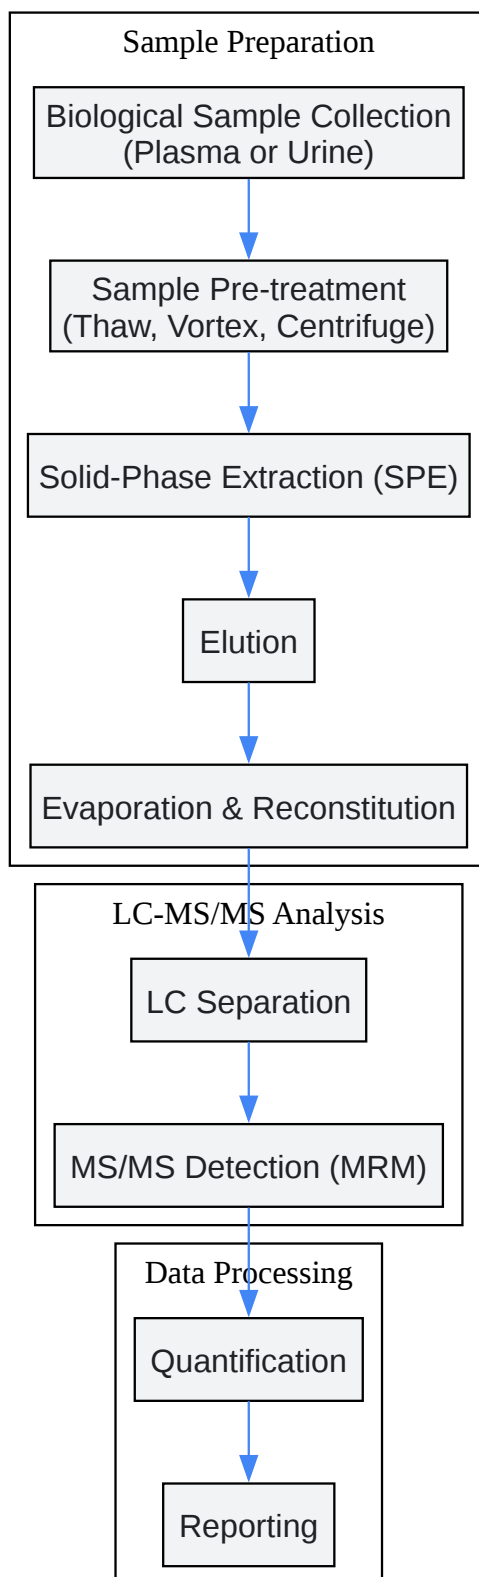 Sample Preparation
Biological Sample Collection
(Plasma or Urine)
Sample Pre-treatment
(Thaw, Vortex, Centrifuge)
Solid-Phase Extraction (SPE)
Elution
Evaporation & Reconstitution
LC-MS/MS Analysis
LC Separation
MS/MS Detection (MRM)
Data Processing
Quantification
Reporting